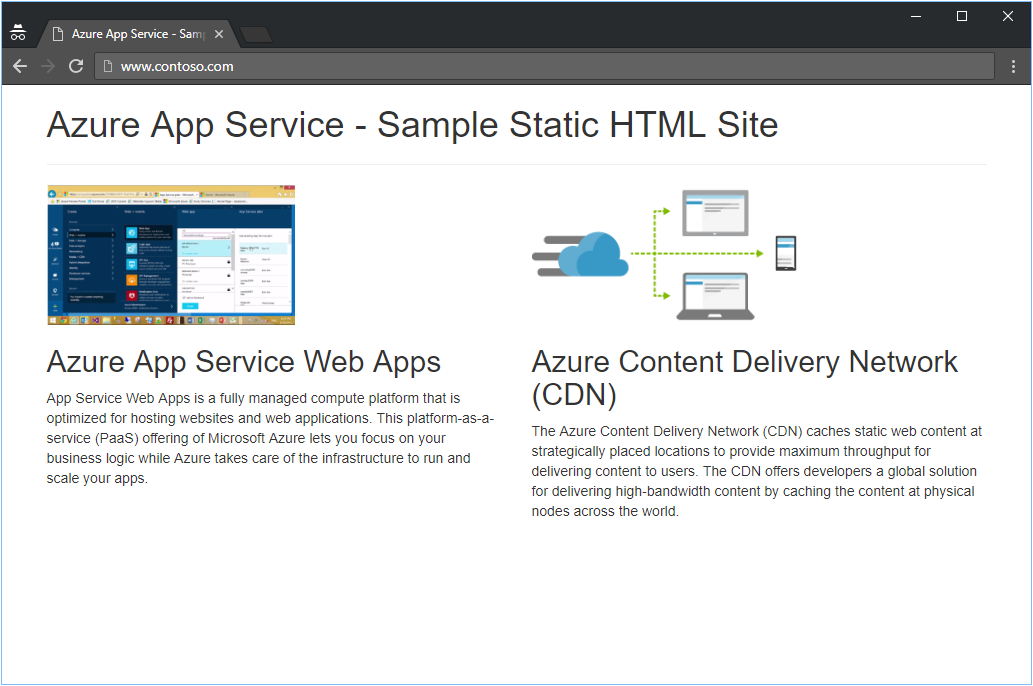 Azure App Service - Sam
www.contoso.com
Azure App Service - Sample Static HTML Site
Azure App Service Web Apps
App Service Web Apps is a fully managed compute platform that is
optimized for hosting websites and web applications. This platform-as-a-
service (PaaS) offering of Microsoft Azure lets you focus on your
business logic while Azure takes care of the infrastructure to run and
scale your apps.
Azure Content Delivery Network
(CDN)
The Azure Content Delivery Network (CDN) caches static web content at
strategically placed locations to provide maximum throughput for
delivering content to users. The CDN offers developers a global solution
for delivering high-bandwidth content by caching the content at physical
nodes across the world.